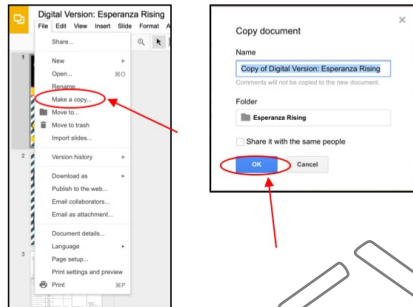 Digital Version: Esperanza Rising
File Edit View Insert Slide Format A
Share...
New
Open... ⌘O
Rename...
Make a copy...
Move to...
Move to trash
Import slides...
Version history
Download as
Publish to the web...
Email collaborators...
Email as attachment...
Document details...
Language
Page setup...
Print settings and preview
Print ⌘P
1
2
3
Copy document
Name
Copy of Digital Version: Esperanza Rising
Comments will not be copied to the new document.
Folder
Esperanza Rising
Share it with the same people
OK Cancel